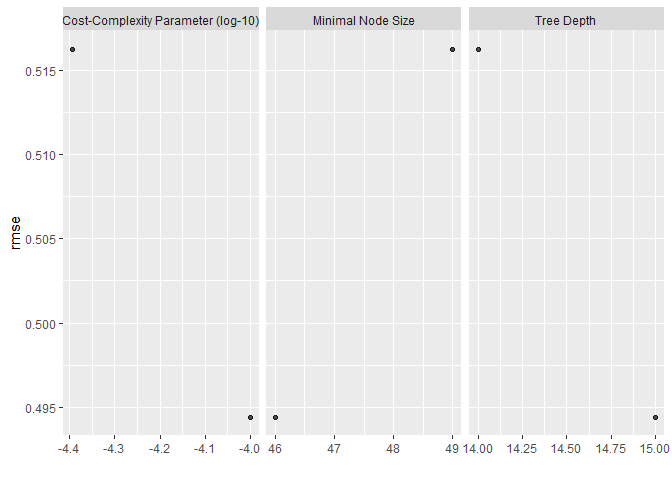 Cost-Complexity Parameter (log-10) Minimal Node Size Tree Depth
rmse
0.515
0.510
0.505
0.500
0.495
-4.4 -4.3 -4.2 -4.1 -4.0 46 47 48 49 14.00 14.25 14.50 14.75 15.00